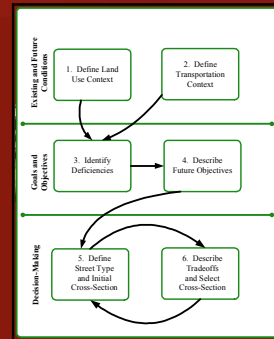 Existing and Future
Conditions
1. Define Land
Use Context
2. Define
Transportation
Context
Goals and
Objectives
3. Identify
Deficiencies
4. Describe
Future Objectives
Decision-Making
5. Define
Street Type
and Initial
Cross-Section
6. Describe
Tradeoffs
and Select
Cross-Section